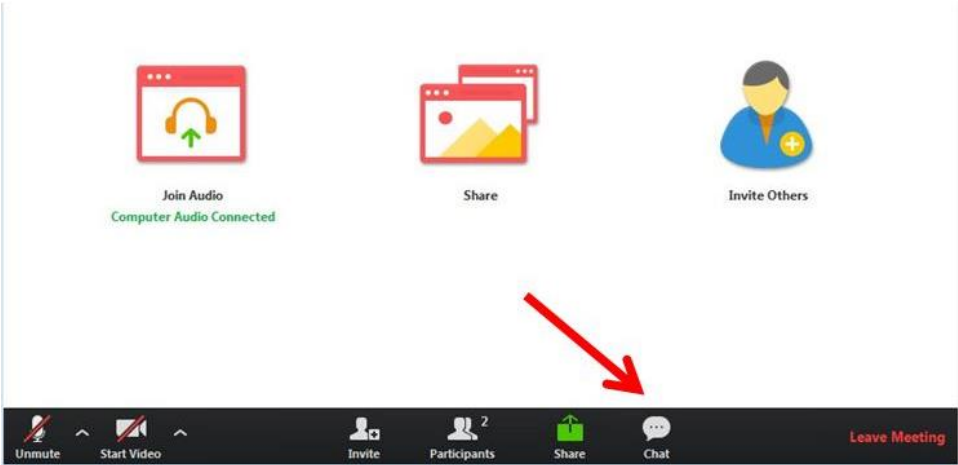 Join Audio
Computer Audio Connected
Share
Invite Others
2
Unmute
Start Video
Invite
Participants
Share
Chat
Leave Meeting